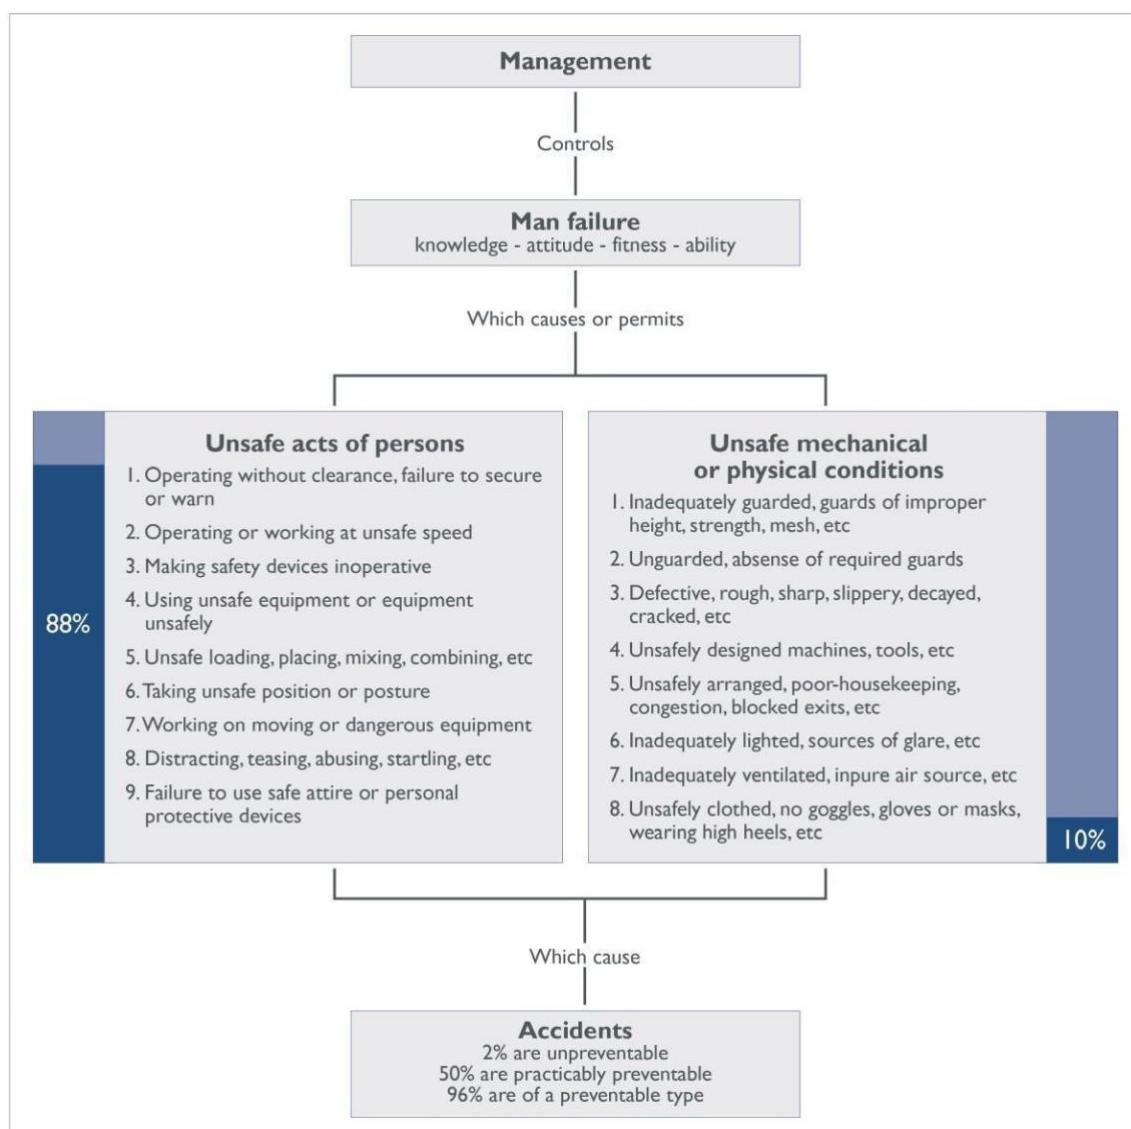 Management
Controls
Man failure
knowledge - attitude - fitness - ability
Which causes or permits
88%
Unsafe acts of persons
1. Operating without clearance, failure to secure
or warn
2. Operating or working at unsafe speed
3. Making safety devices inoperative
4. Using unsafe equipment or equipment
unsafely
5. Unsafe loading, placing, mixing, combining, etc
6. Taking unsafe position or posture
7. Working on moving or dangerous equipment
8. Distracting, teasing, abusing, startling, etc
9. Failure to use safe attire or personal
protective devices
Unsafe mechanical
or physical conditions
1. Inadequately guarded, guards of improper
height, strength, mesh, etc
2. Unguarded, absense of required guards
3. Defective, rough, sharp, slippery, decayed,
cracked, etc
4. Unsafely designed machines, tools, etc
5. Unsafely arranged, poor-housekeeping,
congestion, blocked exits, etc
6. Inadequately lighted, sources of glare, etc
7. Inadequately ventilated, inpure air source, etc
8. Unsafely clothed, no goggles, gloves or masks,
wearing high heels, etc
10%
Which cause
Accidents
2% are unpreventable
50% are practicably preventable
96% are of a preventable type